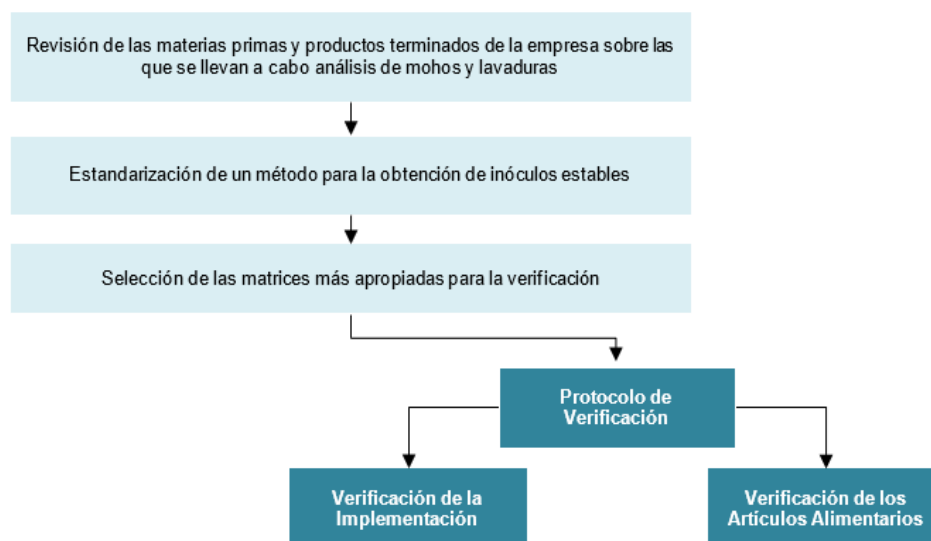 Revisión de las materias primas y productos terminados de la empresa sobre las
que se llevan a cabo análisis de mohos y lavaduras
Estandarización de un método para la obtención de inóculos estables
Selección de las matrices más apropiadas para la verificación
Protocolo de
Verificación
Verificación de la
Implementación
Verificación de los
Artículos Alimentarios